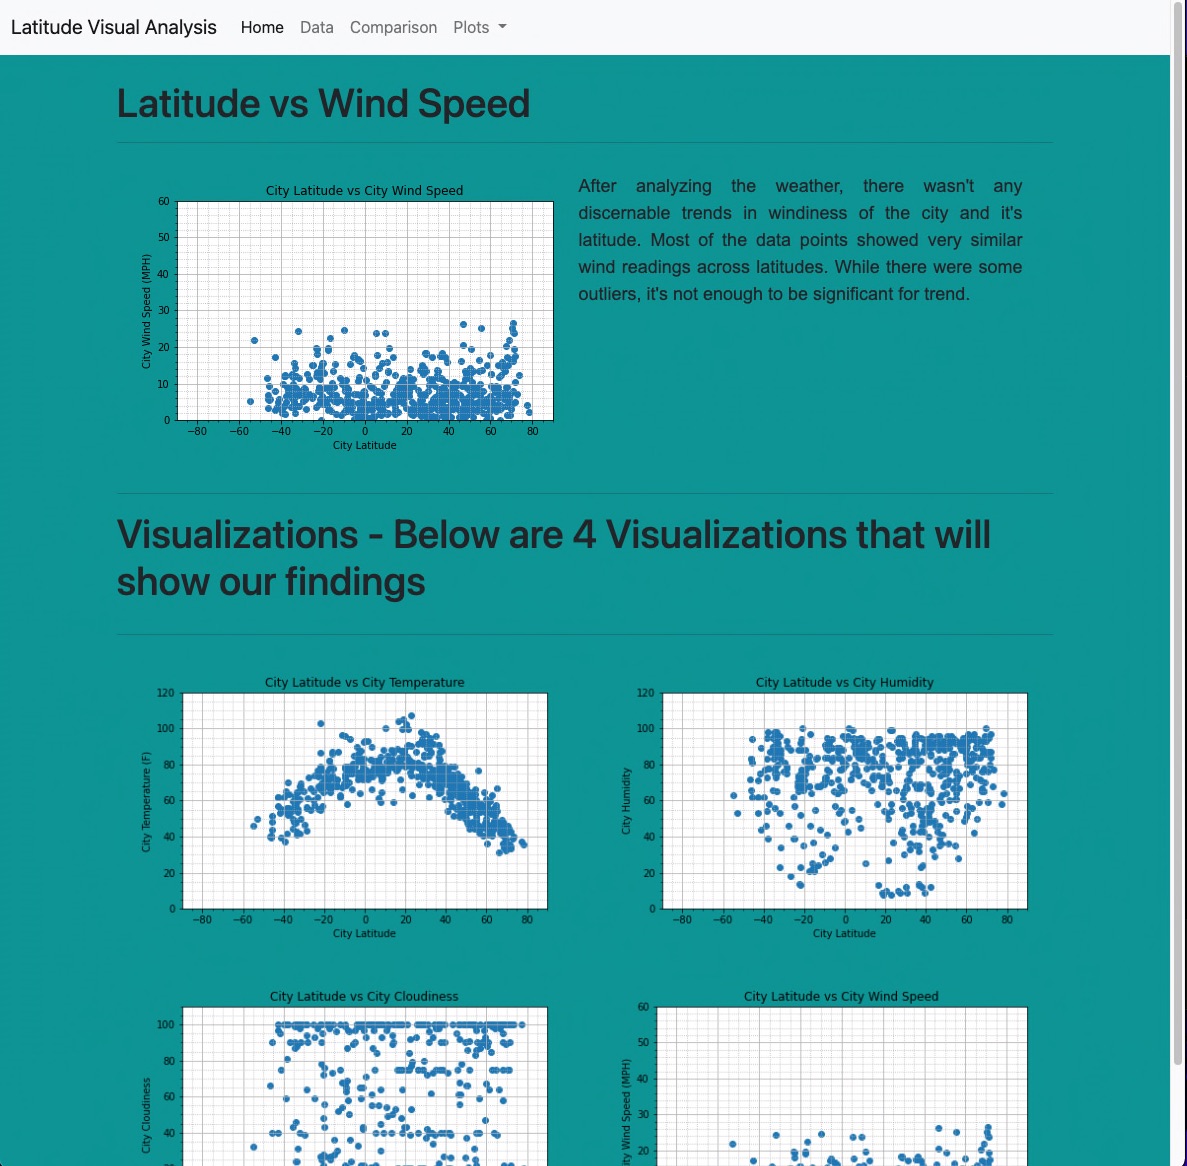 Latitude Visual Analysis Home Data Comparison Plots
Latitude vs Wind Speed
City Latitude vs City Wind Speed
60
50
40
30
20
10
0
City Wind Speed (MPH)
−80 −60 −40 −20 0 20 40 60 80
City Latitude
After analyzing the weather, there wasn't any
discernable trends in windiness of the city and it's
latitude. Most of the data points showed very similar
wind readings across latitudes. While there were some
outliers, it's not enough to be significant for trend.
Visualizations - Below are 4 Visualizations that will
show our findings
City Latitude vs City Temperature
120
100
80
60
40
20
0
City Temperature (F)
−80 −60 −40 −20 0 20 40 60 80
City Latitude
City Latitude vs City Humidity
120
100
80
60
40
20
0
City Humidity
−80 −60 −40 −20 0 20 40 60 80
City Latitude
City Latitude vs City Cloudiness
100
80
60
40
20
City Cloudiness
City Latitude vs City Wind Speed
60
50
40
30
20
ity Wind Speed (MPH)